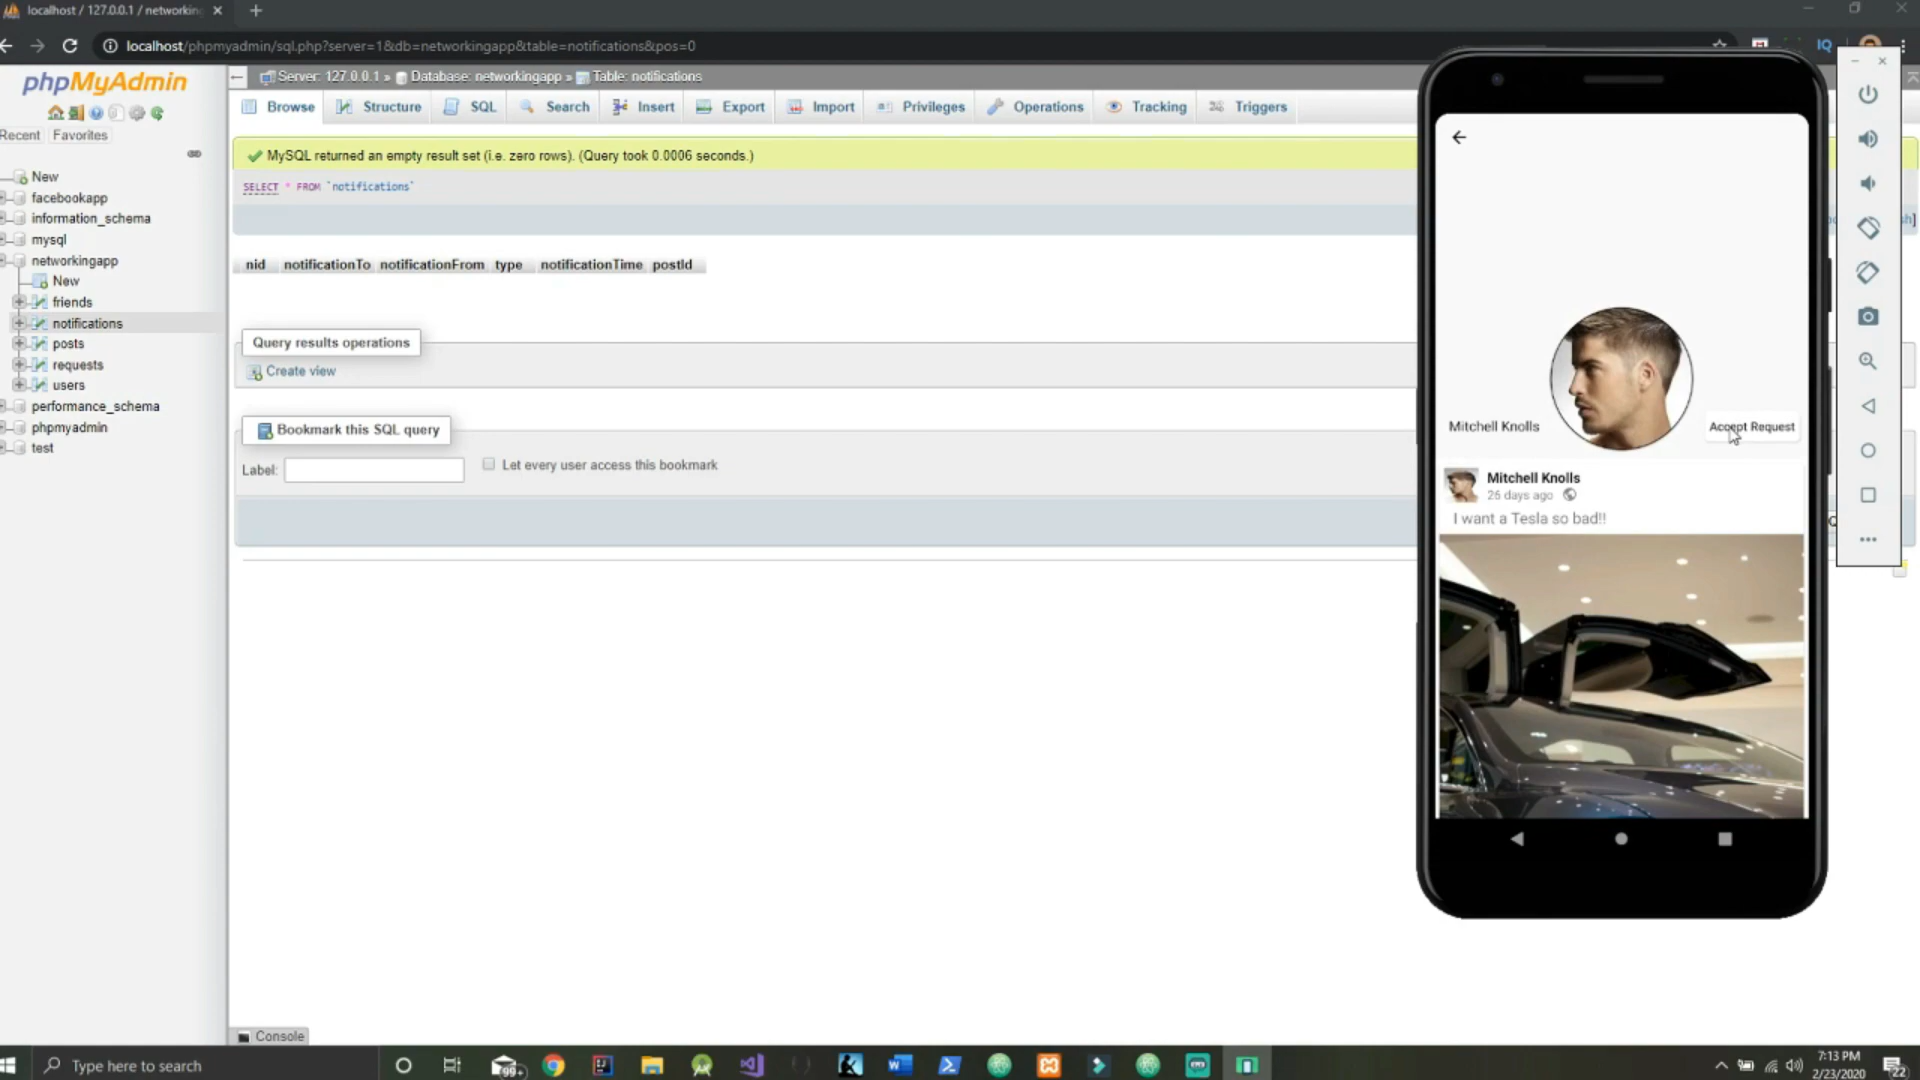 localhost / 127.0.0.1 / networking
localhost/phpmyadmin/sql.php?server=1&db=networkingapp&table=notifications&pos=0
IQ
phpMyAdmin
Server: 127.0.0.1 » Database: networkingapp » Table: notifications
Browse Structure SQL Search Insert Export Import Privileges Operations Tracking Triggers
Recent Favorites
MySQL returned an empty result set (i.e. zero rows). (Query took 0.0006 seconds.)
SELECT * FROM `notifications`
New
facebookapp
information_schema
mysql
networkingapp
New
friends
notifications
posts
requests
users
performance_schema
phpmyadmin
test
nid notificationTo notificationFrom type notificationTime postId
Query results operations
Create view
Bookmark this SQL query
Label:
Let every user access this bookmark
Console
Mitchell Knolls
Accept Request
Mitchell Knolls
26 days ago
I want a Tesla so bad!!
Type here to search
99+
7:13 PM
2/23/2020
22